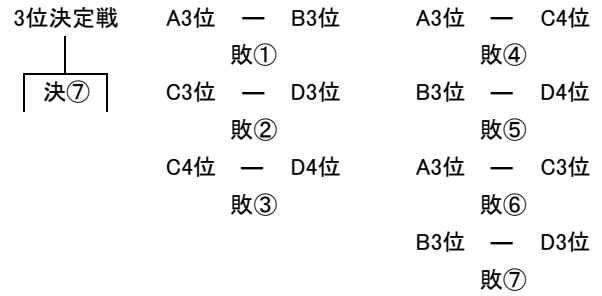 3位決定戦 A3位 ― B3位 A3位 ― C4位
敗① 敗④
決⑦ C3位 ― D3位 B3位 ― D4位
敗② 敗⑤
C4位 ― D4位 A3位 ― C3位
敗③ 敗⑥
B3位 ― D3位
敗⑦